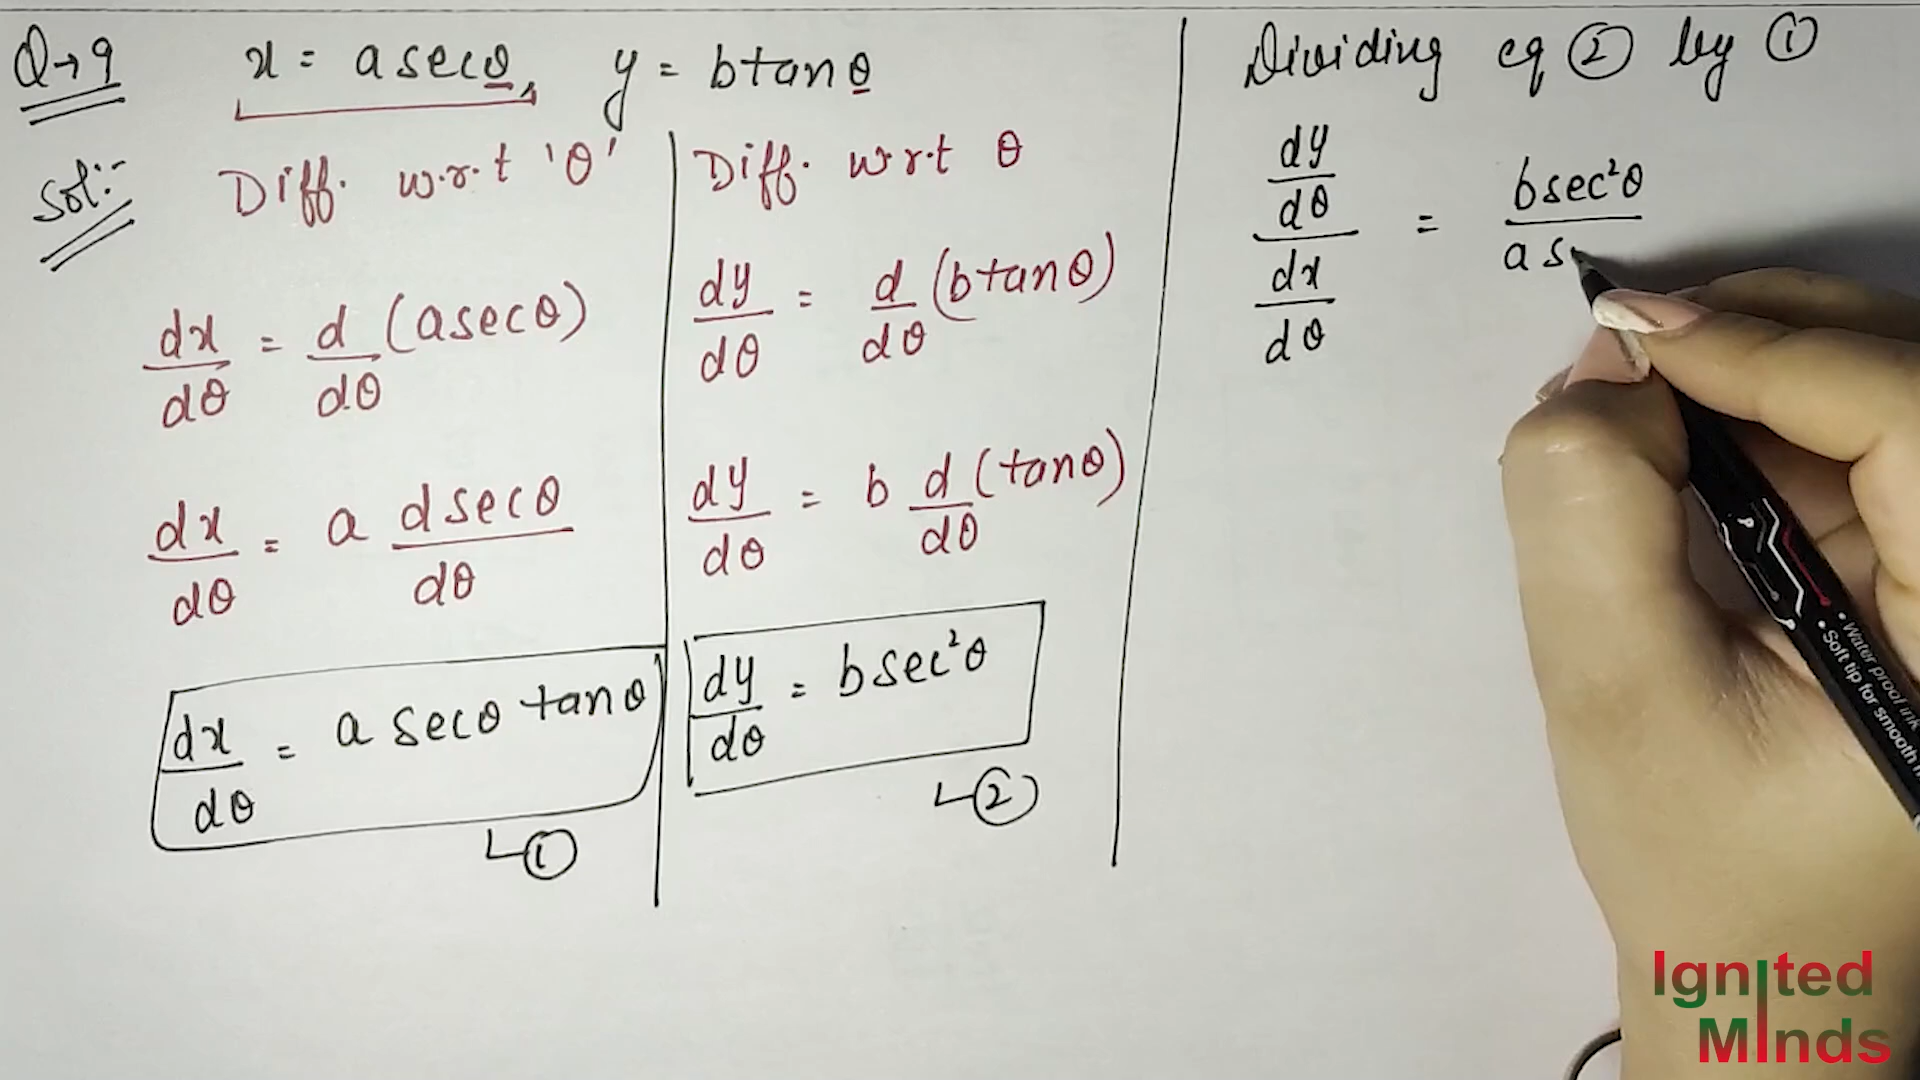 Q→9 x = a secθ, y = b tanθ
Sol:- Diff. w.r.t 'θ'
dx/dθ = d/dθ (a secθ)
dx/dθ = a d secθ/dθ
dx/dθ = a secθ tanθ
①
Diff. w.r.t θ
dy/dθ = d/dθ (b tanθ)
dy/dθ = b d/dθ (tanθ)
dy/dθ = b sec²θ
②
Dividing eq ② by ①
dy/dθ / dx/dθ = b sec²θ / a s
• Water proof ink
• Soft tip for smooth
Ignited
Minds